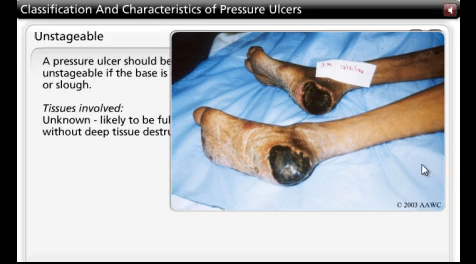 Classification And Characteristics of Pressure Ulcers
Unstageable
A pressure ulcer should be
unstageable if the base is
or slough.
Tissues involved:
Unknown - likely to be ful
without deep tissue destru
© 2003 AAWC